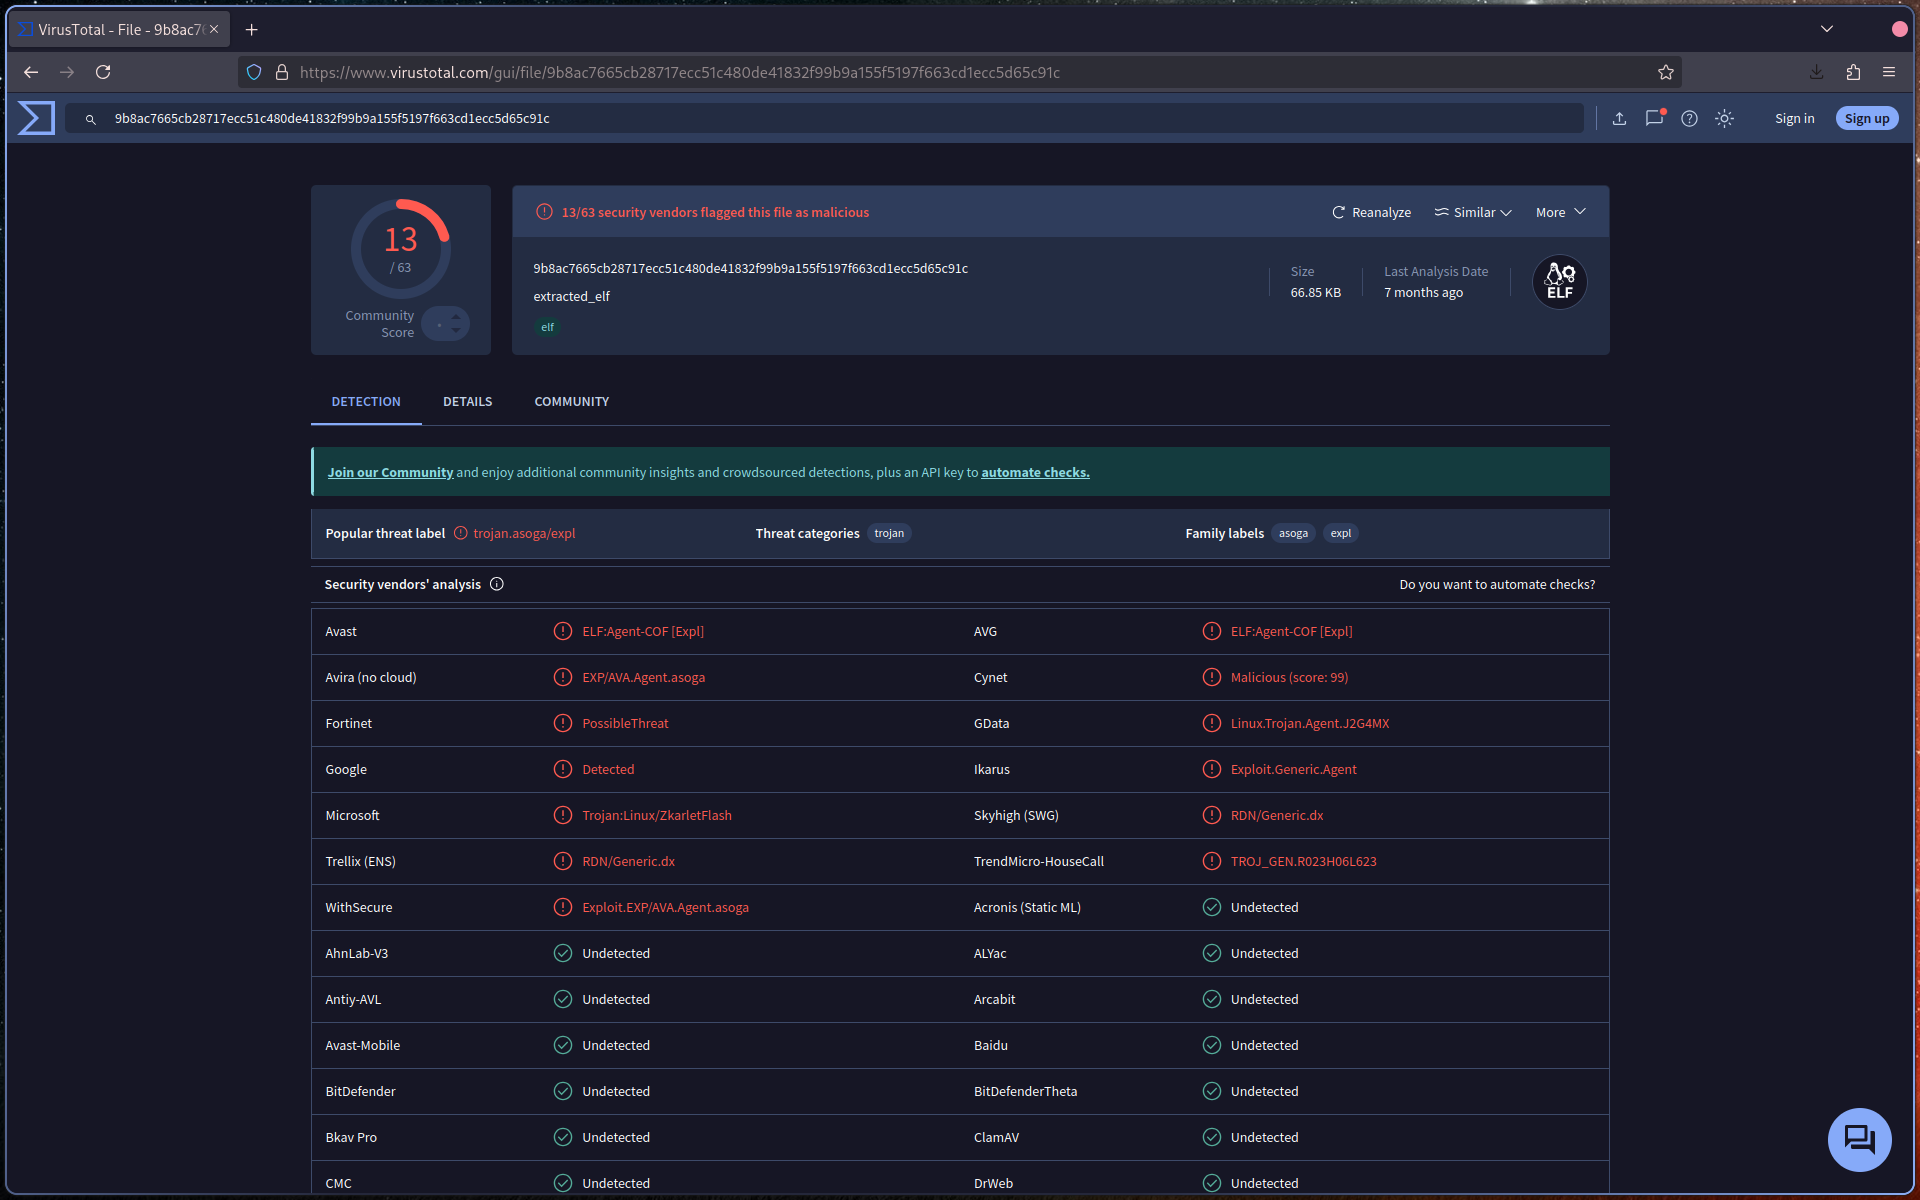 VirusTotal - File - 9b8ac7
https://www.virustotal.com/gui/file/9b8ac7665cb28717ecc51c480de41832f99b9a155f5197f663cd1ecc5d65c91c
9b8ac7665cb28717ecc51c480de41832f99b9a155f5197f663cd1ecc5d65c91c
Sign in
Sign up
13
/ 63
Community
Score
13/63 security vendors flagged this file as malicious
Reanalyze
Similar
More
9b8ac7665cb28717ecc51c480de41832f99b9a155f5197f663cd1ecc5d65c91c
extracted_elf
elf
Size
66.85 KB
Last Analysis Date
7 months ago
ELF
DETECTION
DETAILS
COMMUNITY
Join our Community and enjoy additional community insights and crowdsourced detections, plus an API key to automate checks.
Popular threat label
trojan.asoga/expl
Threat categories
trojan
Family labels
asoga
expl
Security vendors' analysis
Do you want to automate checks?
Avast
ELF:Agent-COF [Expl]
AVG
ELF:Agent-COF [Expl]
Avira (no cloud)
EXP/AVA.Agent.asoga
Cynet
Malicious (score: 99)
Fortinet
PossibleThreat
GData
Linux.Trojan.Agent.J2G4MX
Google
Detected
Ikarus
Exploit.Generic.Agent
Microsoft
Trojan:Linux/ZkarletFlash
Skyhigh (SWG)
RDN/Generic.dx
Trellix (ENS)
RDN/Generic.dx
TrendMicro-HouseCall
TROJ_GEN.R023H06L623
WithSecure
Exploit.EXP/AVA.Agent.asoga
Acronis (Static ML)
Undetected
AhnLab-V3
Undetected
ALYac
Undetected
Antiy-AVL
Undetected
Arcabit
Undetected
Avast-Mobile
Undetected
Baidu
Undetected
BitDefender
Undetected
BitDefenderTheta
Undetected
Bkav Pro
Undetected
ClamAV
Undetected
CMC
Undetected
DrWeb
Undetected